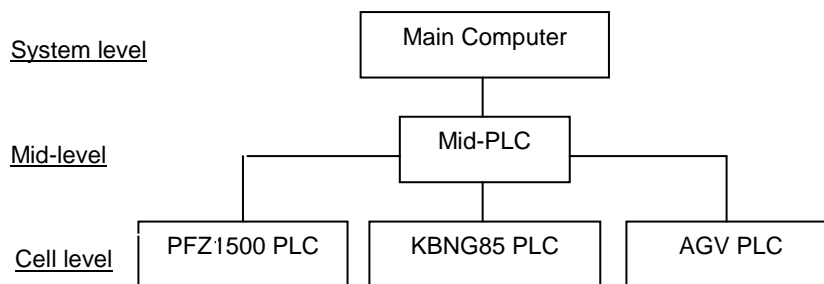 Main Computer
System level
Mid-PLC
Mid-level
PFZ1500 PLC
KBNG85 PLC
AGV PLC
Cell level